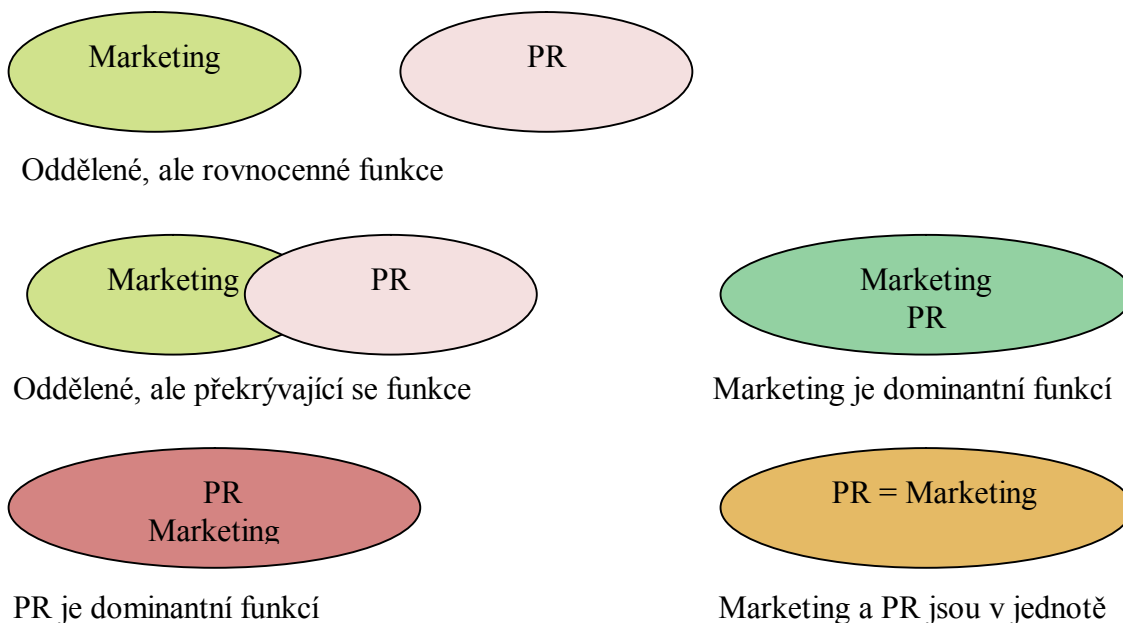 Marketing
PR
Oddělené, ale rovnocenné funkce
Marketing
PR
Oddělené, ale překrývající se funkce
Marketing
PR
Marketing je dominantní funkcí
PR
Marketing
PR je dominantní funkcí
PR = Marketing
Marketing a PR jsou v jednotě